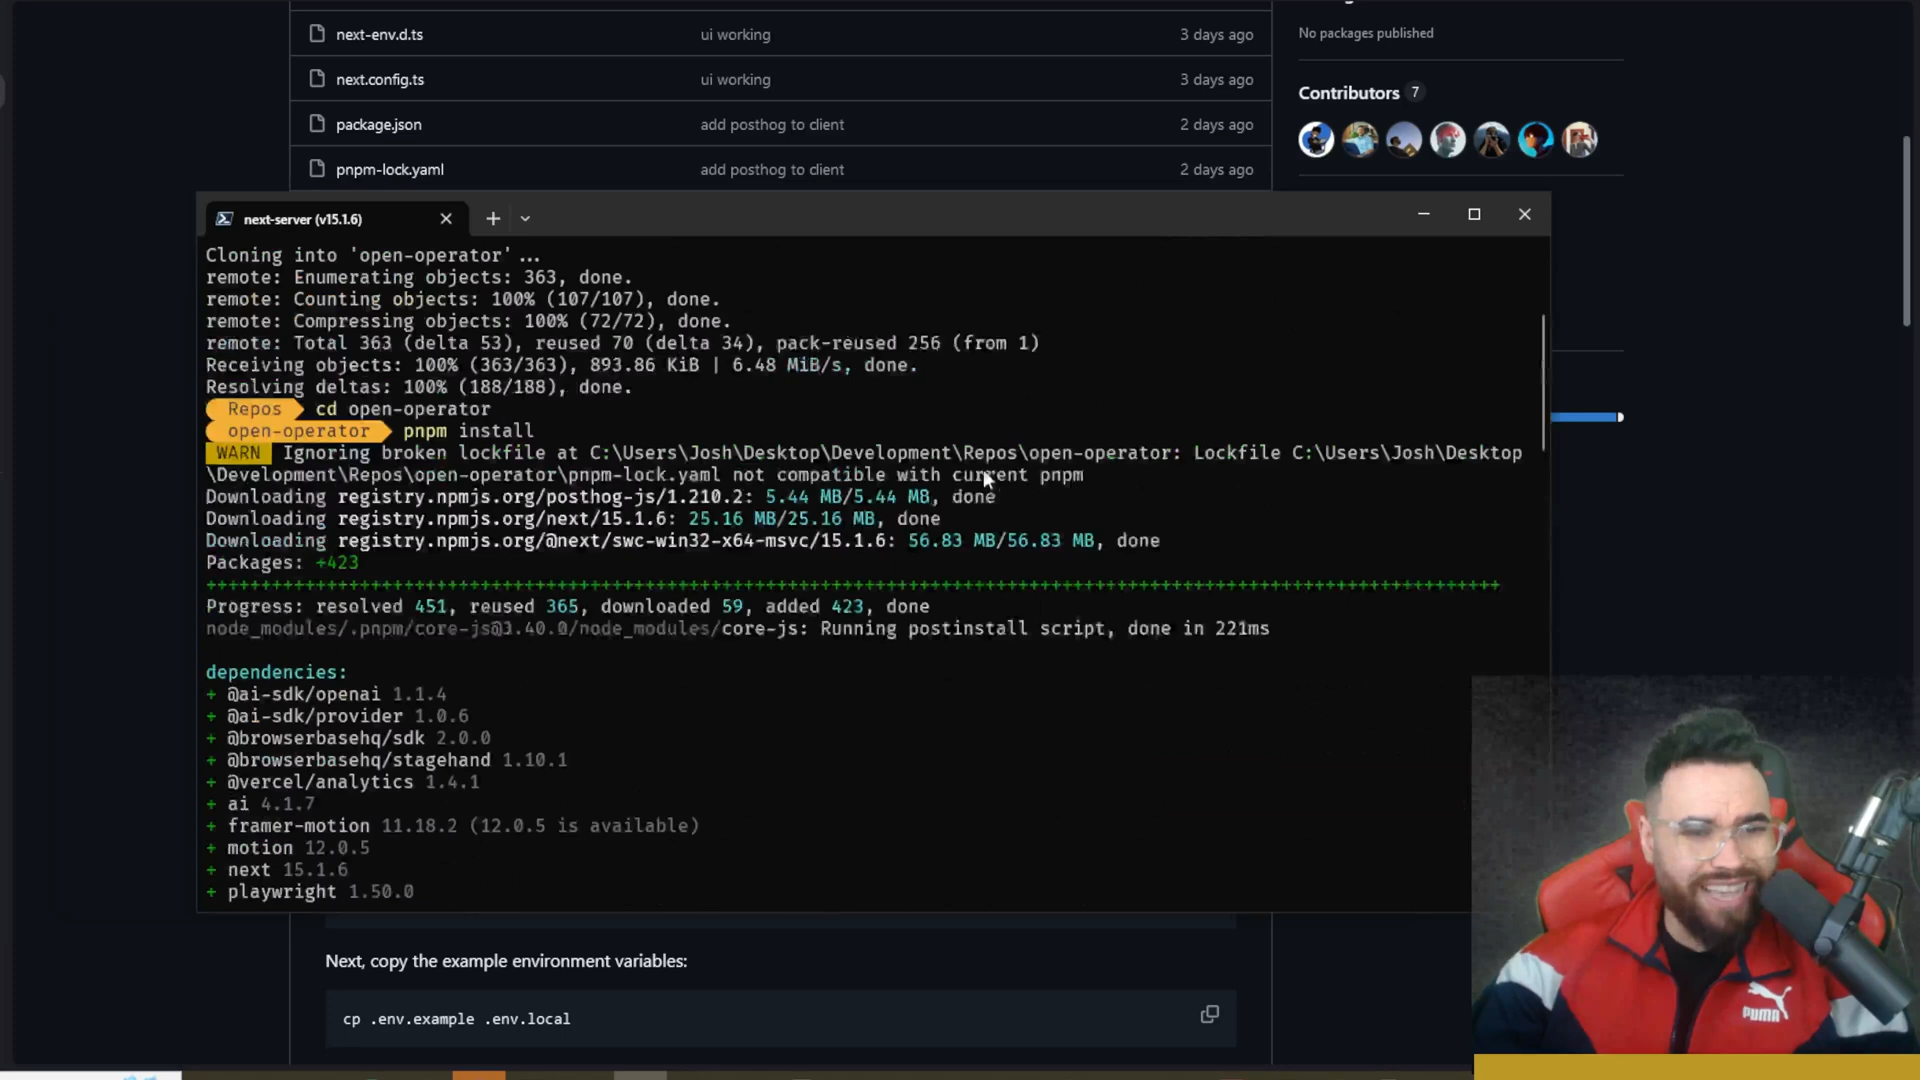 No packages published
next-env.d.ts ui working 3 days ago
next.config.ts ui working 3 days ago
Contributors 7
package.json add posthog to client 2 days ago
pnpm-lock.yaml add posthog to client 2 days ago
next-server (v15.1.6)
Cloning into 'open-operator' ...
remote: Enumerating objects: 363, done.
remote: Counting objects: 100% (107/107), done.
remote: Compressing objects: 100% (72/72), done.
remote: Total 363 (delta 53), reused 70 (delta 34), pack-reused 256 (from 1)
Receiving objects: 100% (363/363), 893.86 KiB | 6.48 MiB/s, done.
Resolving deltas: 100% (188/188), done.
Repos cd open-operator
open-operator pnpm install
WARN Ignoring broken lockfile at C:\Users\Josh\Desktop\Development\Repos\open-operator: Lockfile C:\Users\Josh\Desktop
\Development\Repos\open-operator\pnpm-lock.yaml not compatible with current pnpm
Downloading registry.npmjs.org/posthog-js/1.210.2: 5.44 MB/5.44 MB, done
Downloading registry.npmjs.org/next/15.1.6: 25.16 MB/25.16 MB, done
Downloading registry.npmjs.org/@next/swc-win32-x64-msvc/15.1.6: 56.83 MB/56.83 MB, done
Packages: +423
Progress: resolved 451, reused 365, downloaded 59, added 423, done
node_modules/.pnpm/core-js@3.40.0/node_modules/core-js: Running postinstall script, done in 221ms
dependencies:
+ @ai-sdk/openai 1.1.4
+ @ai-sdk/provider 1.0.6
+ @browserbasehq/sdk 2.0.0
+ @browserbasehq/stagehand 1.10.1
+ @vercel/analytics 1.4.1
+ ai 4.1.7
+ framer-motion 11.18.2 (12.0.5 is available)
+ motion 12.0.5
+ next 15.1.6
+ playwright 1.50.0
Next, copy the example environment variables:
cp .env.example .env.local
PUMA